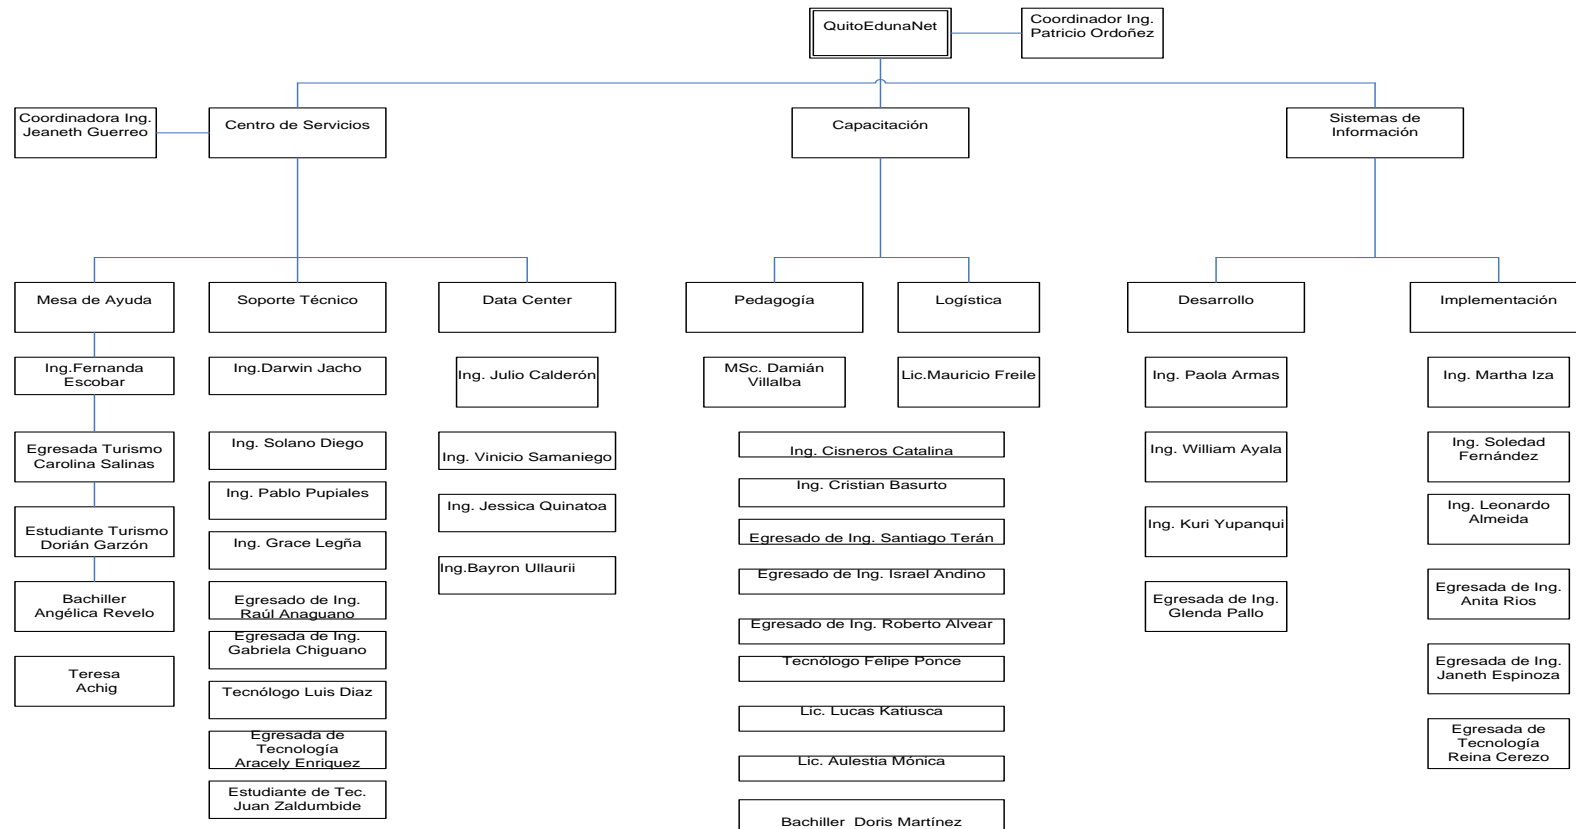 QuitoEdunaNet
Coordinador Ing.
Patricio Ordoñez
Coordinadora Ing.
Jeaneth Guerreo
Centro de Servicios
Capacitación
Sistemas de
Información
Mesa de Ayuda
Soporte Técnico
Data Center
Pedagogía
Logística
Desarrollo
Implementación
Ing.Fernanda
Escobar
Egresada Turismo
Carolina Salinas
Estudiante Turismo
Dorián Garzón
Bachiller
Angélica Revelo
Teresa
Achig
Ing.Darwin Jacho
Ing. Solano Diego
Ing. Pablo Pupiales
Ing. Grace Legña
Egresado de Ing.
Raúl Anaguano
Egresada de Ing.
Gabriela Chiguano
Tecnólogo Luis Diaz
Egresada de
Tecnología
Aracely Enriquez
Estudiante de Tec.
Juan Zaldumbide
Ing. Julio Calderón
Ing. Vinicio Samaniego
Ing. Jessica Quinatoa
Ing.Bayron Ullaurii
MSc. Damián
Villalba
Lic.Mauricio Freile
Ing. Cisneros Catalina
Ing. Cristian Basurto
Egresado de Ing. Santiago Terán
Egresado de Ing. Israel Andino
Egresado de Ing. Roberto Alvear
Tecnólogo Felipe Ponce
Lic. Lucas Katiusca
Lic. Aulestia Mónica
Bachiller  Doris Martínez
Ing. Paola Armas
Ing. William Ayala
Ing. Kuri Yupanqui
Egresada de Ing.
Glenda Pallo
Ing. Martha Iza
Ing. Soledad
Fernández
Ing. Leonardo
Almeida
Egresada de Ing.
Anita Rios
Egresada de Ing.
Janeth Espinoza
Egresada de
Tecnología
Reina Cerezo